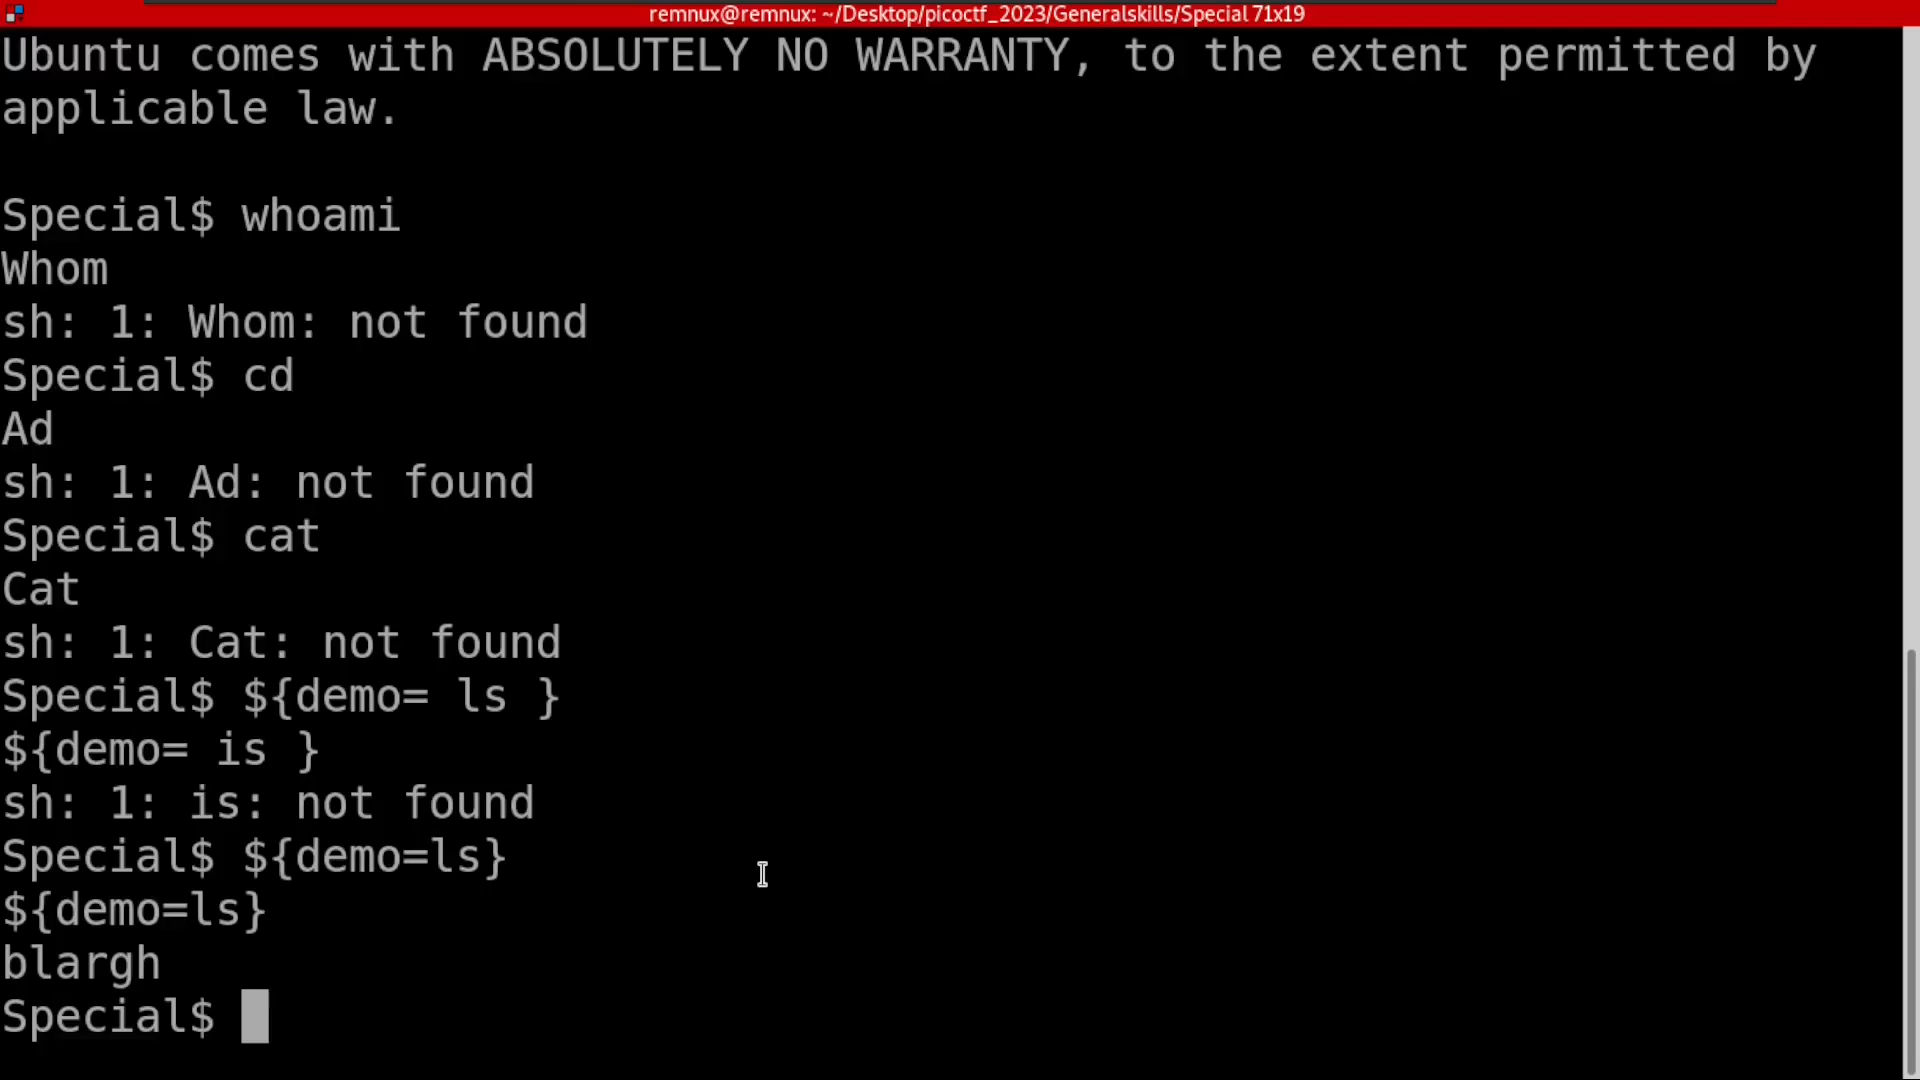 remnux@remnux: ~/Desktop/picoctf_2023/Generalskills/Special 71x19
Ubuntu comes with ABSOLUTELY NO WARRANTY, to the extent permitted by
applicable law.
Special$ whoami
Whom
sh: 1: Whom: not found
Special$ cd
Ad
sh: 1: Ad: not found
Special$ cat
Cat
sh: 1: Cat: not found
Special$ ${demo= ls }
${demo= is }
sh: 1: is: not found
Special$ ${demo=ls}
${demo=ls}
blargh
Special$